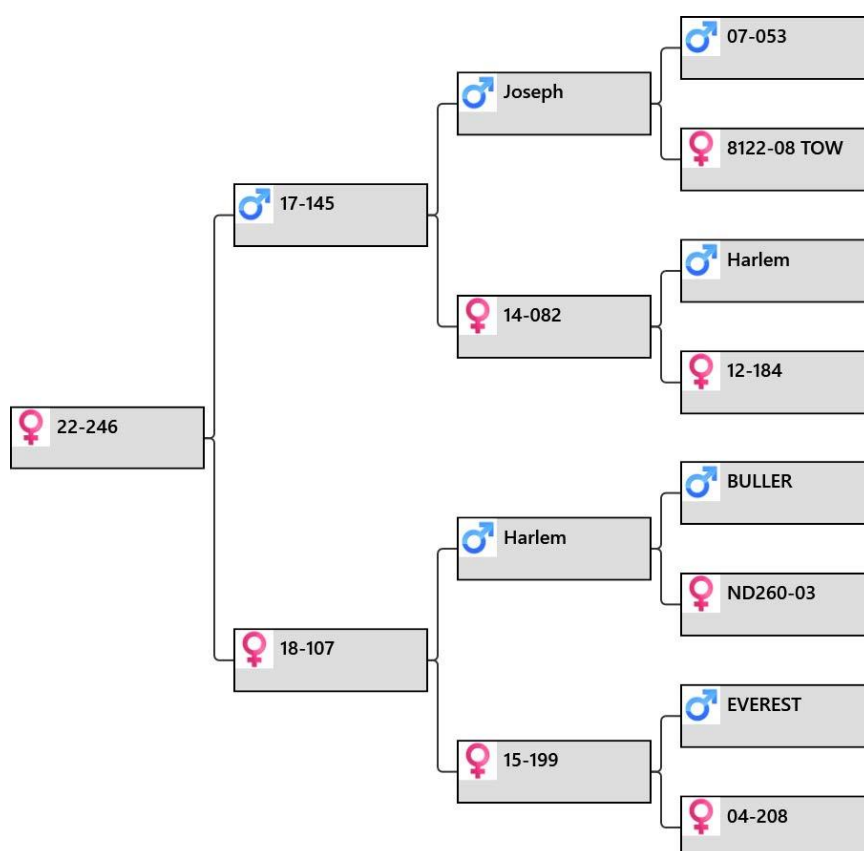 07-053
Joseph
8122-08 TOW
17-145
Harlem
14-082
12-184
22-246
BULLER
Harlem
ND260-03
18-107
EVEREST
15-199
04-208